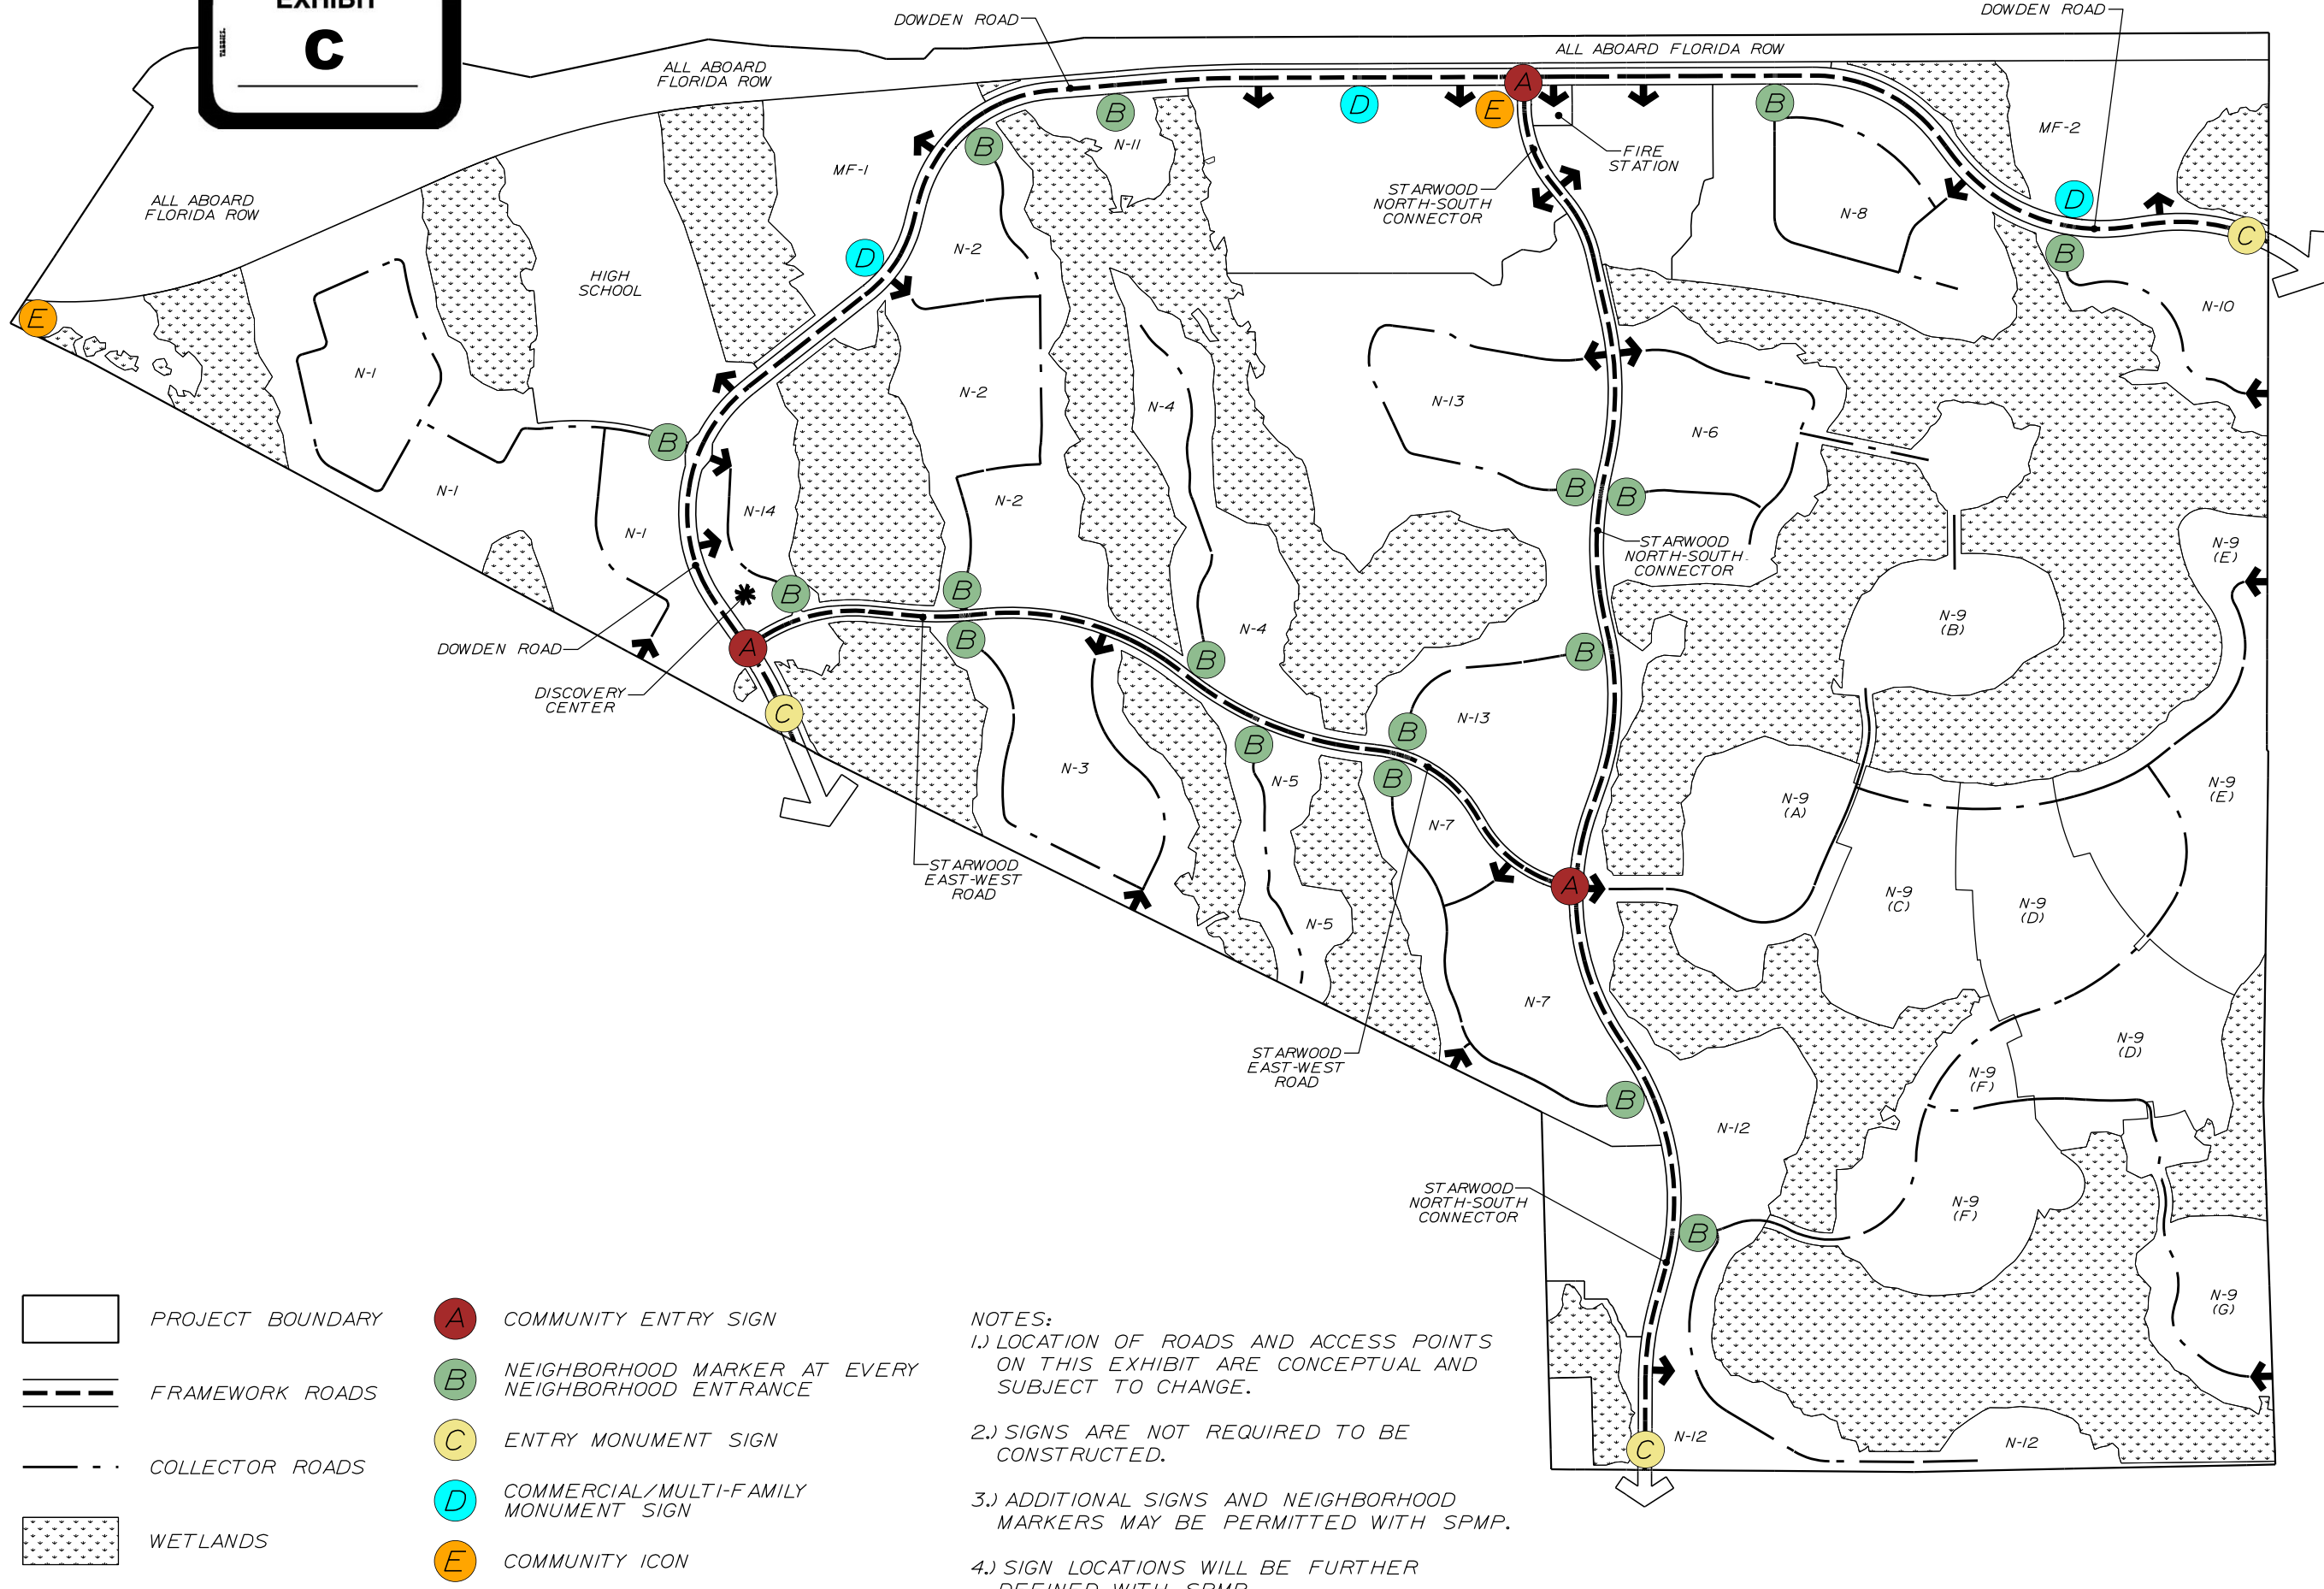 EXHIBIT
C
DOWDEN ROAD
DOWDEN ROAD
ALL ABOARD FLORIDA ROW
ALL ABOARD
FLORIDA ROW
ALL ABOARD
FLORIDA ROW
A
B
D
E
B
B
MF-2
N-11
MF-1
FIRE
STATION
STARWOOD
NORTH-SOUTH
CONNECTOR
N-8
D
N-2
C
B
D
HIGH
SCHOOL
E
N-10
N-1
N-2
N-4
N-13
N-6
B
N-1
N-2
B
B
N-14
N-1
STARWOOD
NORTH-SOUTH
CONNECTOR
N-9
(E)
B
B
N-9
(B)
N-4
DOWDEN ROAD
A
B
B
B
DISCOVERY
CENTER
C
N-13
B
B
N-3
N-5
B
N-9
(A)
N-9
(E)
N-7
STARWOOD
EAST-WEST
ROAD
A
N-9
(C)
N-9
(D)
N-5
N-7
N-9
(D)
STARWOOD
EAST-WEST
ROAD
N-9
(F)
B
N-12
STARWOOD
NORTH-SOUTH
CONNECTOR
B
N-9
(F)
N-9
(G)
C
N-12
N-12
PROJECT BOUNDARY
FRAMEWORK ROADS
COLLECTOR ROADS
WETLANDS
A
COMMUNITY ENTRY SIGN
B
NEIGHBORHOOD MARKER AT EVERY
NEIGHBORHOOD ENTRANCE
C
ENTRY MONUMENT SIGN
D
COMMERCIAL/MULTI-FAMILY
MONUMENT SIGN
E
COMMUNITY ICON
NOTES:
1.) LOCATION OF ROADS AND ACCESS POINTS
ON THIS EXHIBIT ARE CONCEPTUAL AND
SUBJECT TO CHANGE.
2.) SIGNS ARE NOT REQUIRED TO BE
CONSTRUCTED.
3.) ADDITIONAL SIGNS AND NEIGHBORHOOD
MARKERS MAY BE PERMITTED WITH SPMP.
4.) SIGN LOCATIONS WILL BE FURTHER
DEFINED WITH SPMP